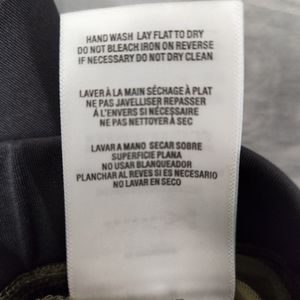 HAND WASH LAY FLAT TO DRY
DO NOT BLEACH IRON ON REVERSE
IF NECESSARY DO NOT DRY CLEAN
LAVER À LA MAIN SÉCHAGE À PLAT
NE PAS JAVELLISER REPASSER
À L'ENVERS SI NÉCESSAIRE
NE PAS NETTOYER À SEC
LAVAR A MANO SECAR SOBRE
SUPERFICIE PLANA
NO USAR BLANQUEADOR
PLANCHAR AL REVES SI ES NECESARIO
NO LAVAR EN SECO